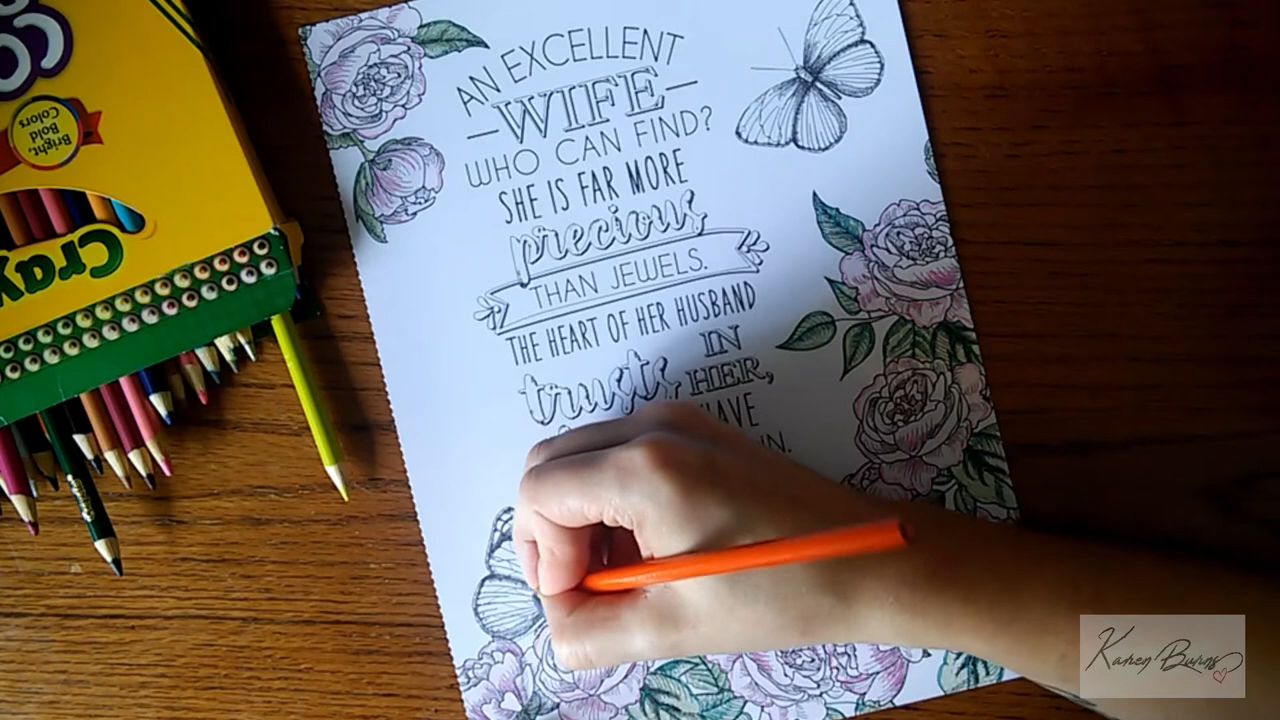 AN EXCELLENT
WIFE
WHO CAN FIND?
SHE IS FAR MORE
precious
THAN JEWELS.
THE HEART OF HER HUSBAND
trusts IN
HER,
Bright,
Bold
Colors
Cray
Karen Burns